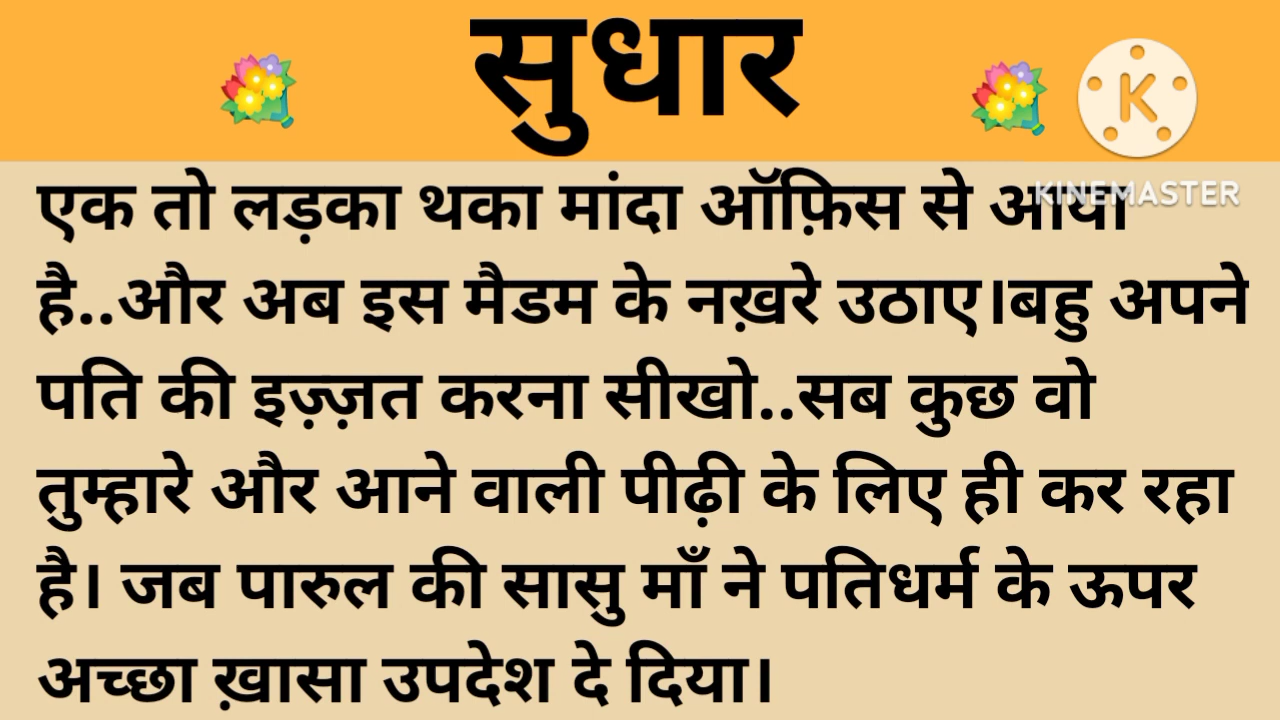 सुधार
K
KINEMASTER
एक तो लड़का थका मांदा ऑफ़िस से आया
है..और अब इस मैडम के नख़रे उठाए।बहु अपने
पति की इज़्ज़त करना सीखो..सब कुछ वो
तुम्हारे और आने वाली पीढ़ी के लिए ही कर रहा
है। जब पारुल की सासु माँ ने पतिधर्म के ऊपर
अच्छा ख़ासा उपदेश दे दिया।